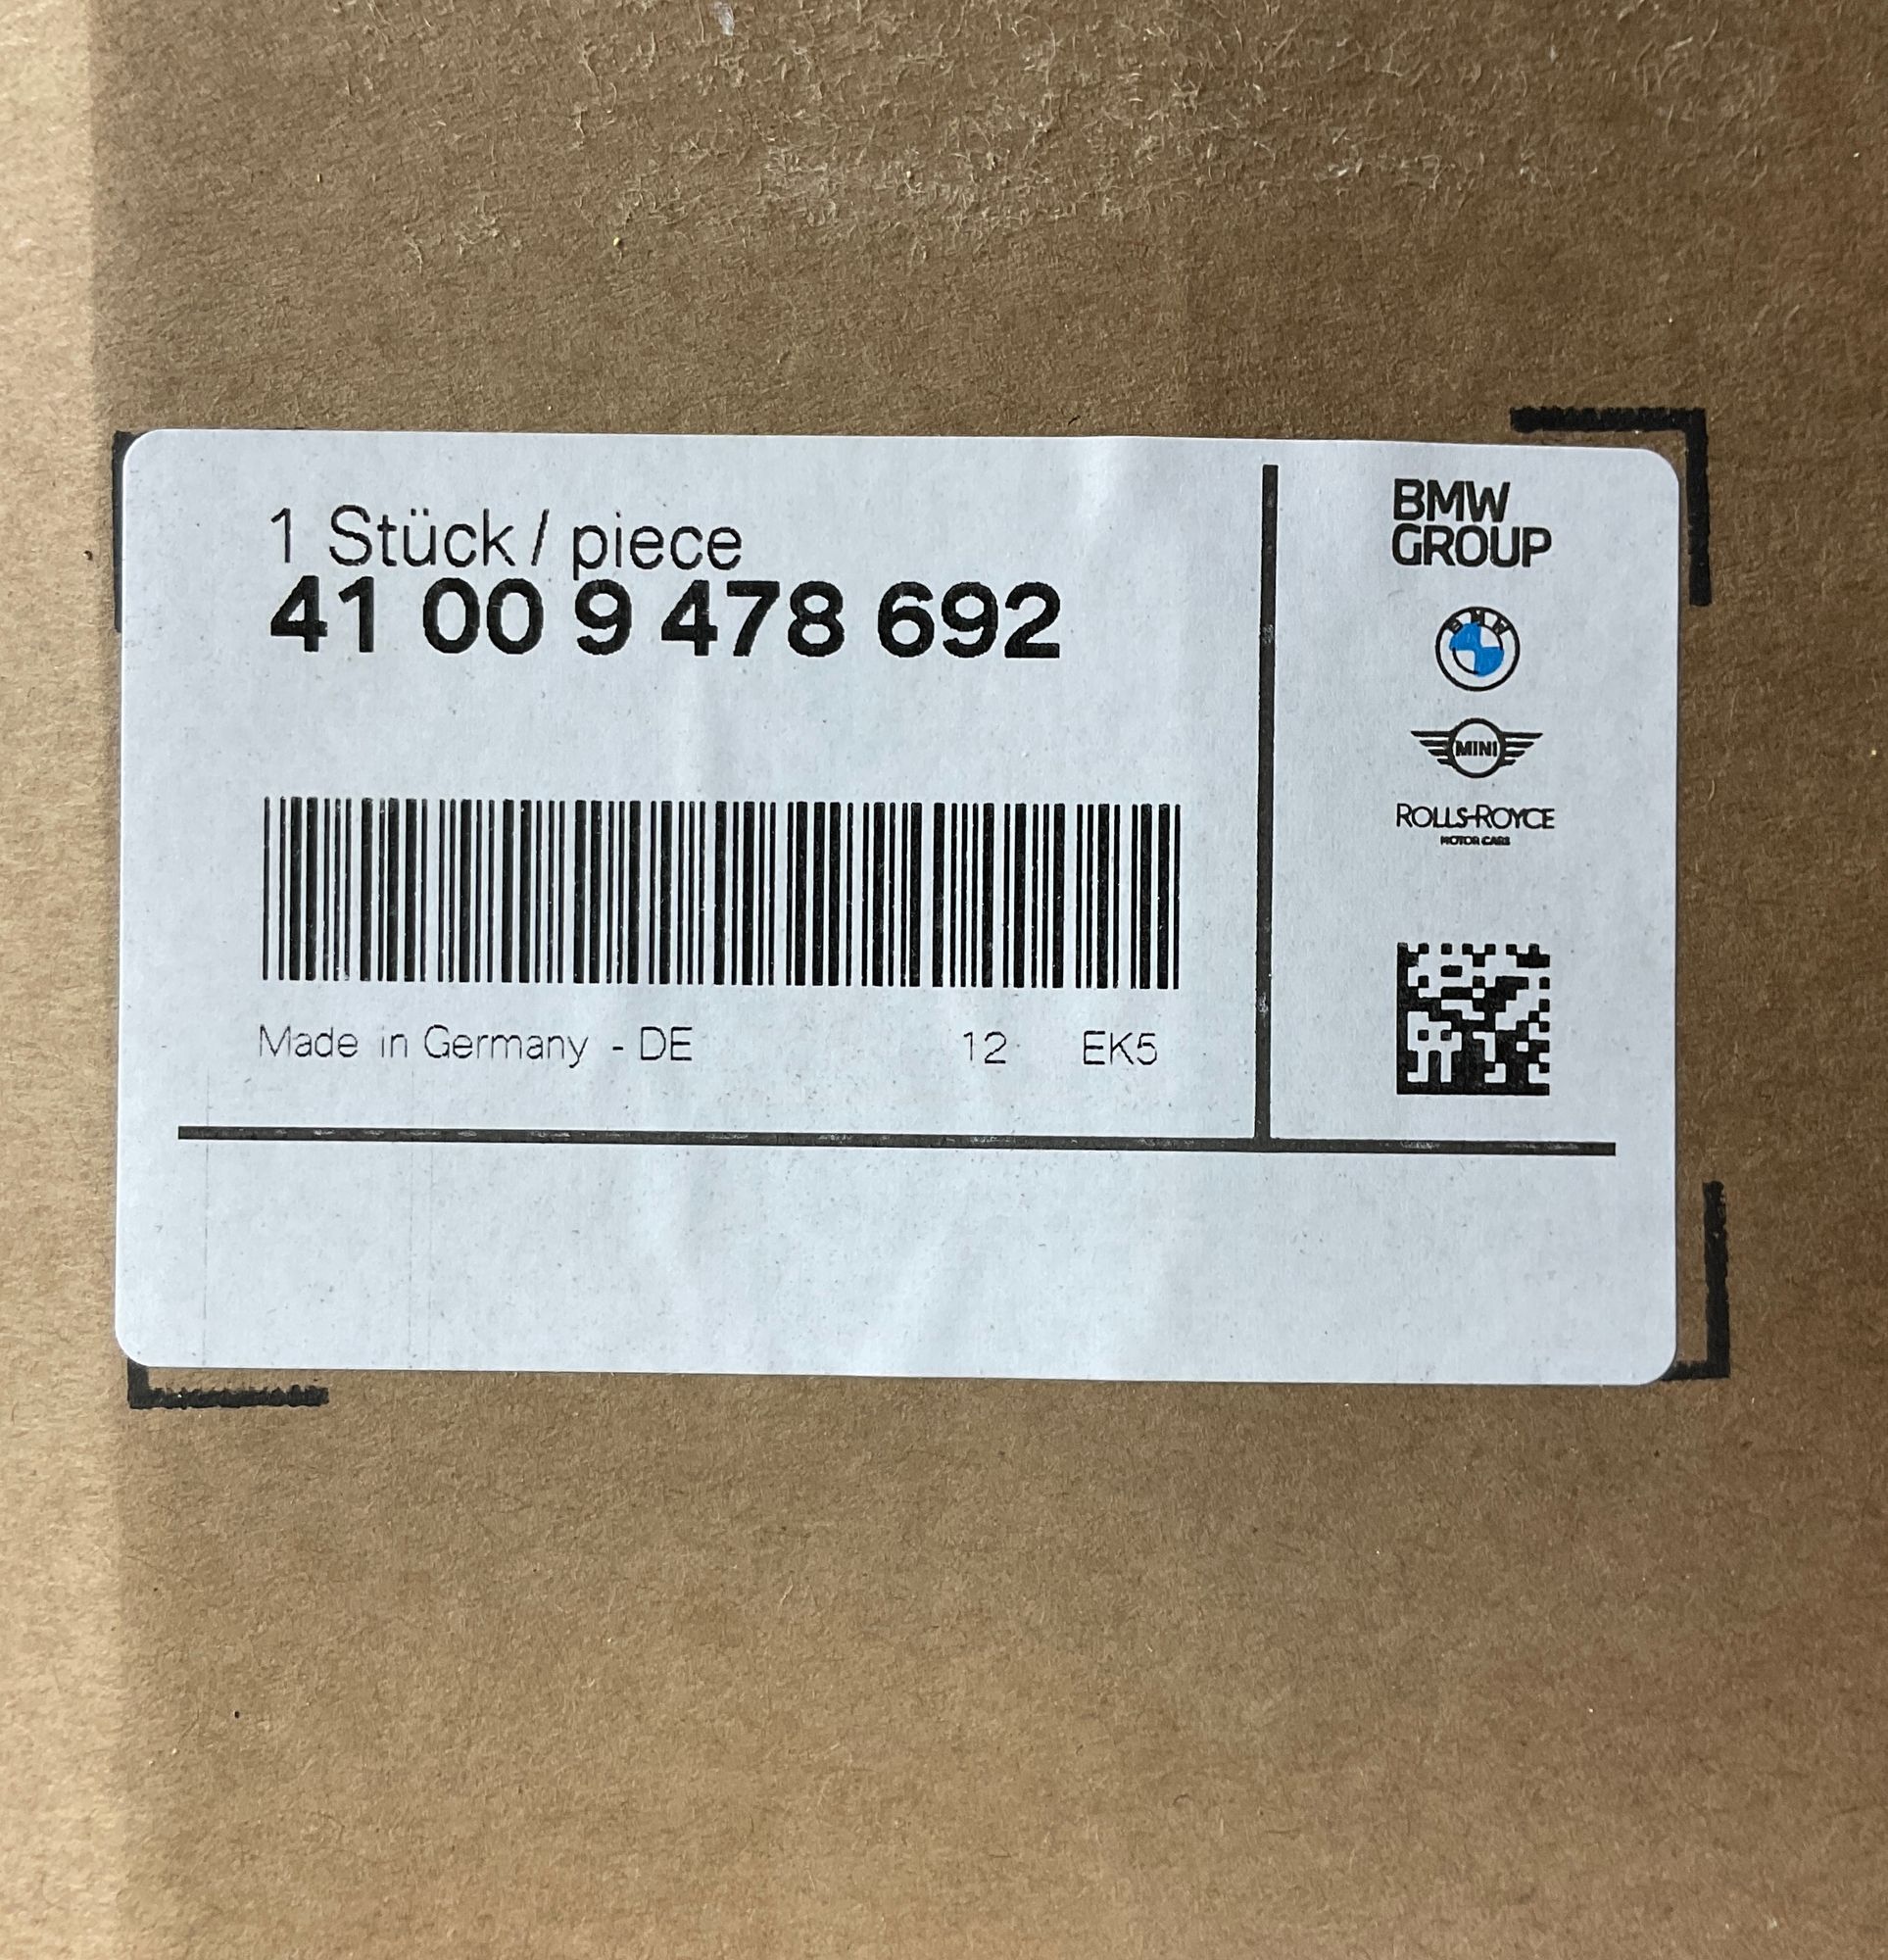 1 Stück / piece
41 00 9 478 692
Made in Germany - DE 12 EK5
BMW
GROUP
BMW
MINI
ROLLS-ROYCE
MOTOR CARS